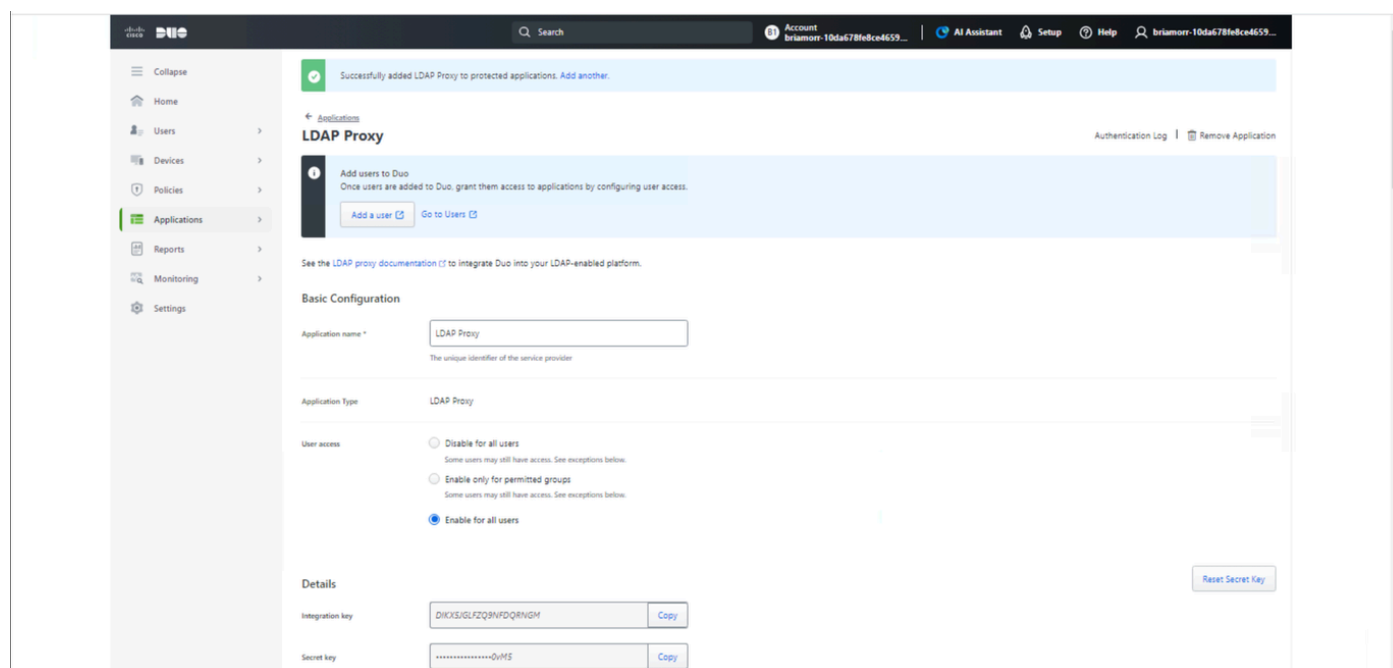 cisco DUO
Search
B1 Account
briamorr-10da678fe8ce4659...
AI Assistant
Setup
Help
briamorr-10da678fe8ce4659...
Collapse
Home
Users
Devices
Policies
Applications
Reports
Monitoring
Settings
Successfully added LDAP Proxy to protected applications. Add another.
Applications
LDAP Proxy
Authentication Log | Remove Application
Add users to Duo
Once users are added to Duo, grant them access to applications by configuring user access.
Add a user Go to Users
See the LDAP proxy documentation to integrate Duo into your LDAP-enabled platform.
Basic Configuration
Application name * LDAP Proxy
The unique identifier of the service provider
Application Type LDAP Proxy
User access Disable for all users
Some users may still have access. See exceptions below.
Enable only for permitted groups
Some users may still have access. See exceptions below.
Enable for all users
Details
Reset Secret Key
Integration key DIKXSJGLFZQ9NFDQRNGM Copy
Secret key ••••••••••••••••0vMS Copy